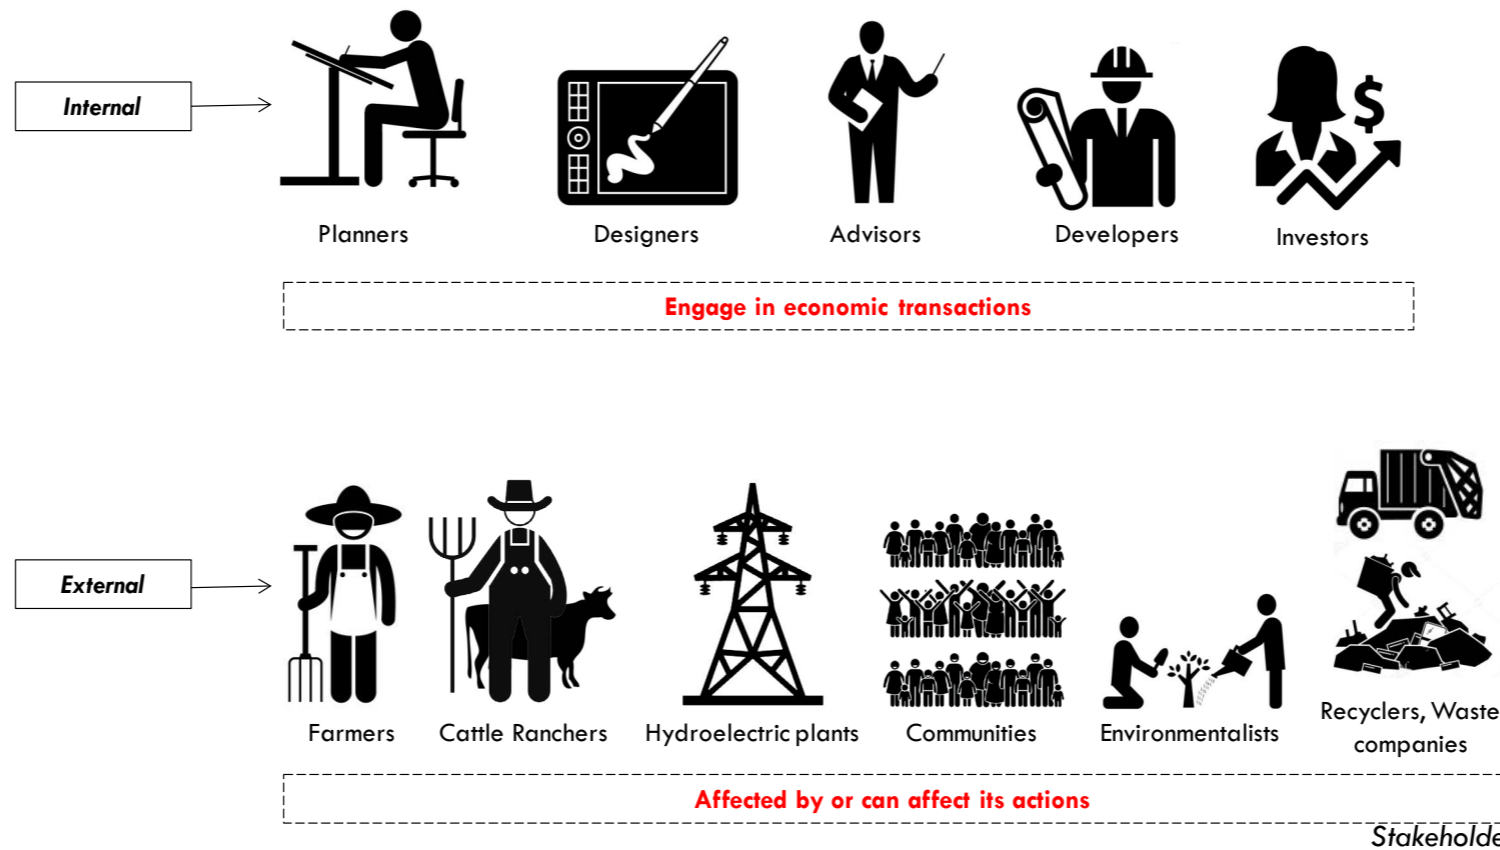 Internal
Planners
Designers
Advisors
Developers
Investors
$
Engage in economic transactions
External
Farmers
Cattle Ranchers
Hydroelectric plants
Communities
Environmentalists
Recyclers, Waste
companies
Affected by or can affect its actions
Stakeholde